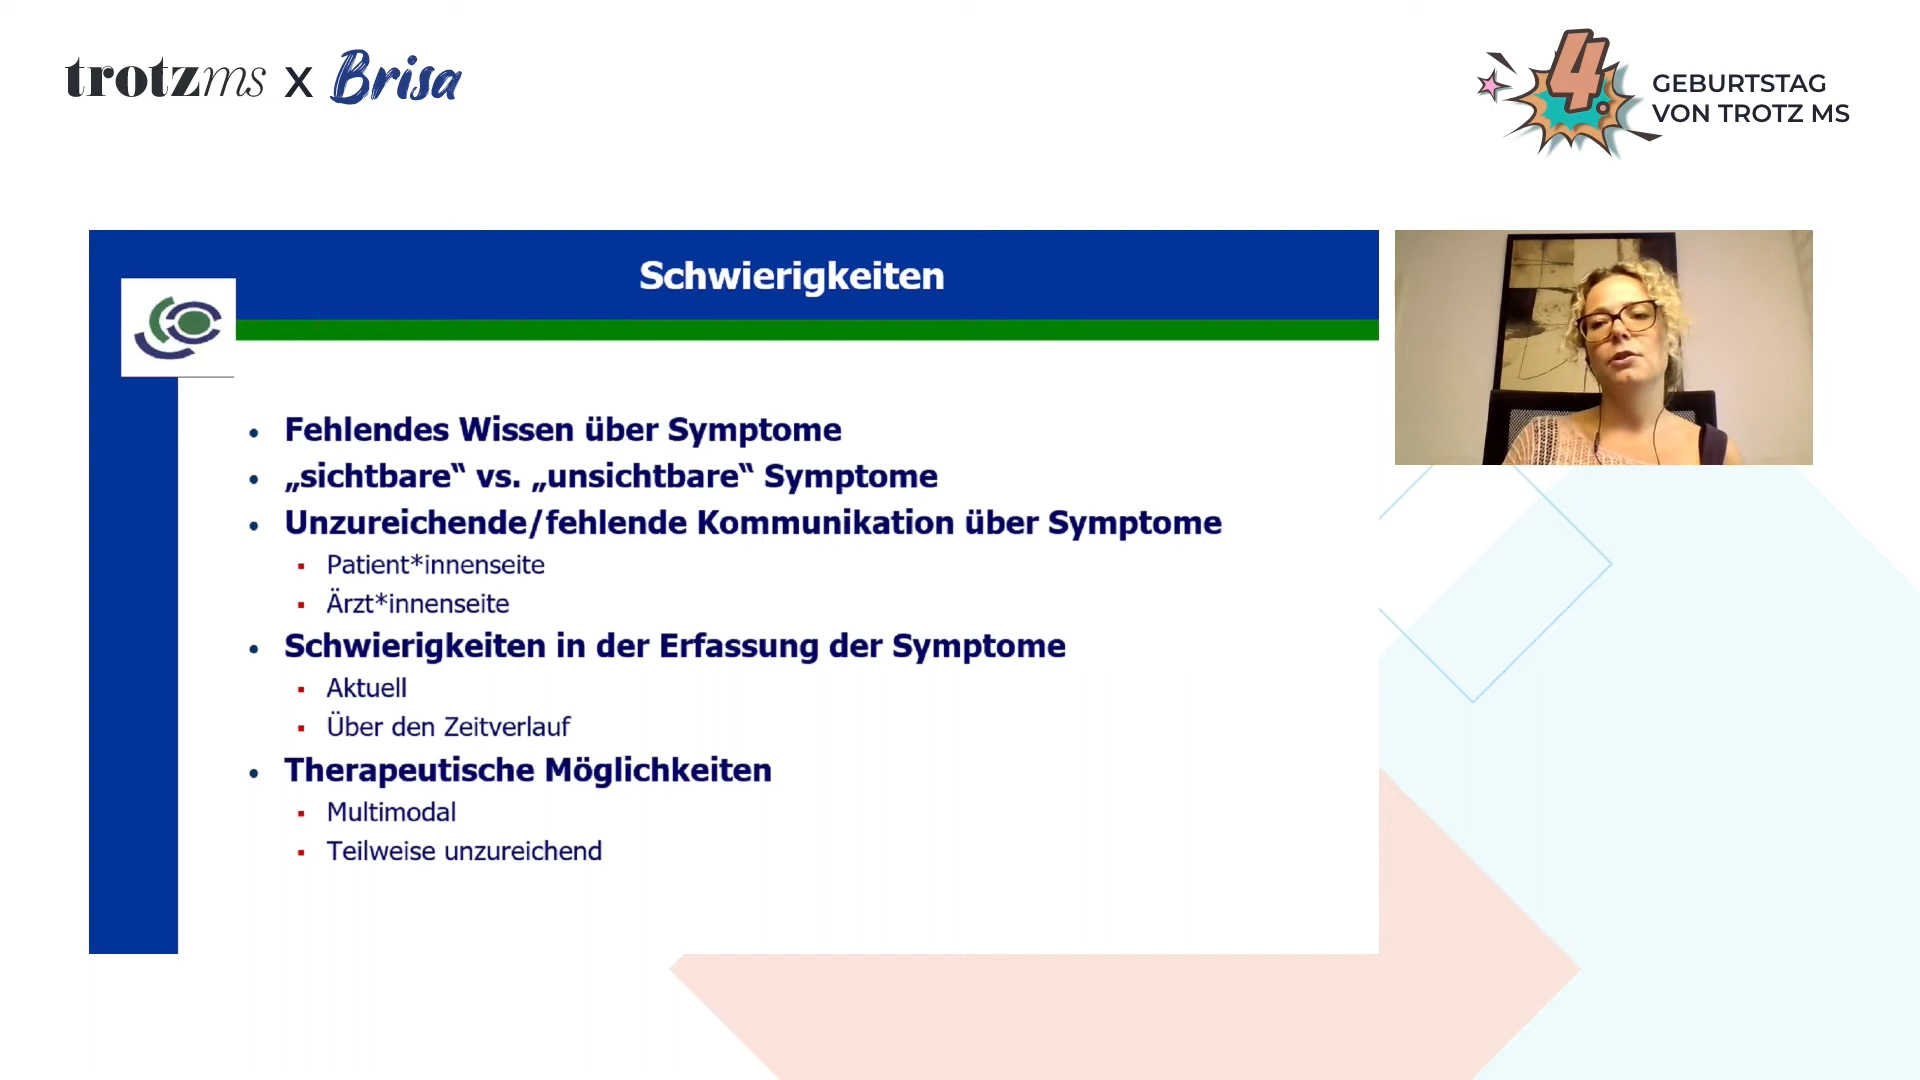 trotzms x Brisa
4.
GEBURTSTAG
VON TROTZ MS
Schwierigkeiten
• Fehlendes Wissen über Symptome
• „sichtbare“ vs. „unsichtbare“ Symptome
• Unzureichende/fehlende Kommunikation über Symptome
▪ Patient*innenseite
▪ Ärzt*innenseite
• Schwierigkeiten in der Erfassung der Symptome
▪ Aktuell
▪ Über den Zeitverlauf
• Therapeutische Möglichkeiten
▪ Multimodal
▪ Teilweise unzureichend